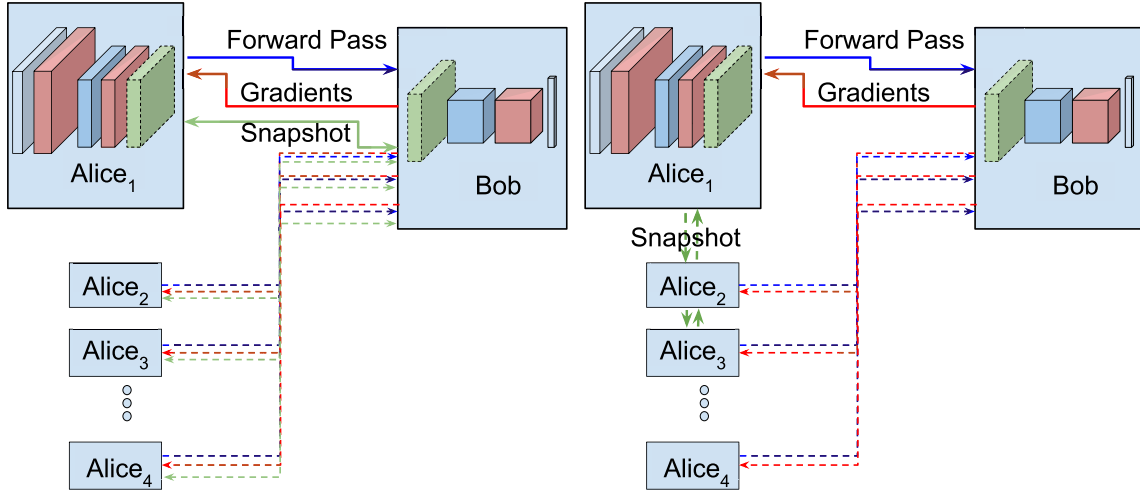 Forward Pass
Gradients
Snapshot
Alice1
Bob
Alice2
Alice3
Alice4
Forward Pass
Gradients
Alice1
Bob
Snapshot
Alice2
Alice3
Alice4